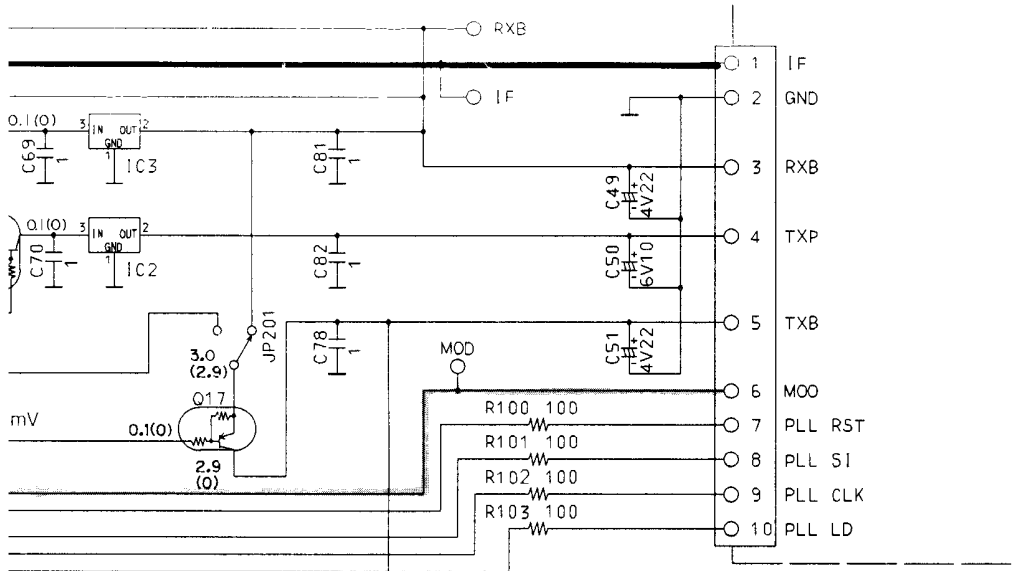 RXB
1 IF
IF
2 GND
0.1(0)
3 IN OUT 2
GND
1
IC3
C69
1
C81
1
3 RXB
C49
+
-
4V22
0.1(0)
3 IN OUT 2
GND
1
IC2
C70
1
C82
1
4 TXP
C50
+
-
6V10
JP201
C78
1
5 TXB
C51
+
-
4V22
3.0
(2.9)
MOD
6 MOD
Q17
mV
0.1(0)
2.9
(0)
R100 100
7 PLL RST
R101 100
8 PLL SI
R102 100
9 PLL CLK
R103 100
10 PLL LD